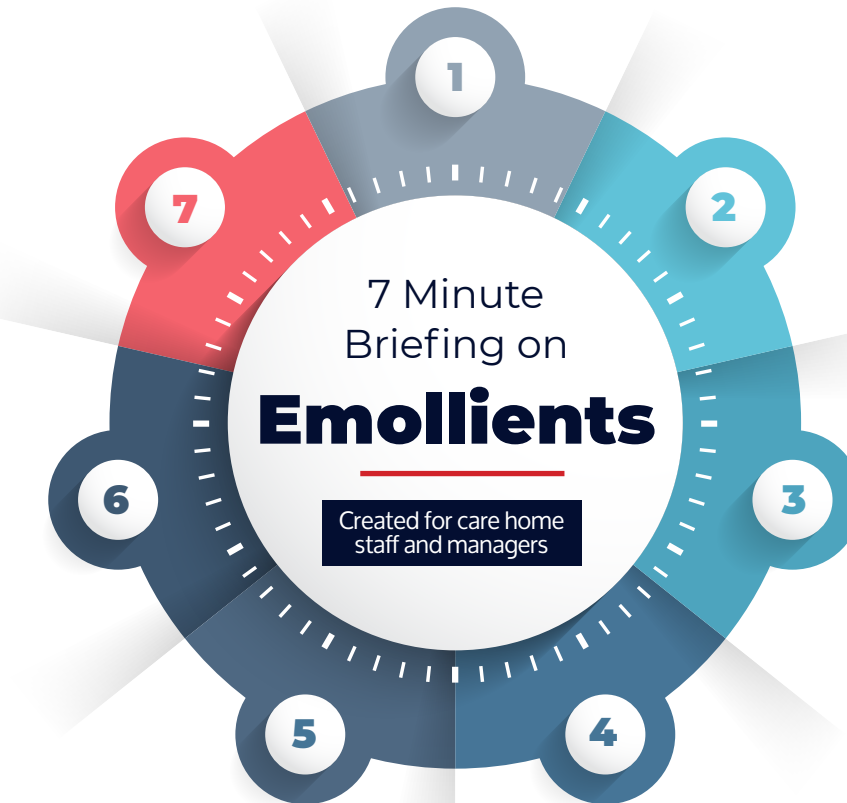 1
2
3
4
5
6
7
7 Minute
Briefing on
Emollients
Created for care home
staff and managers